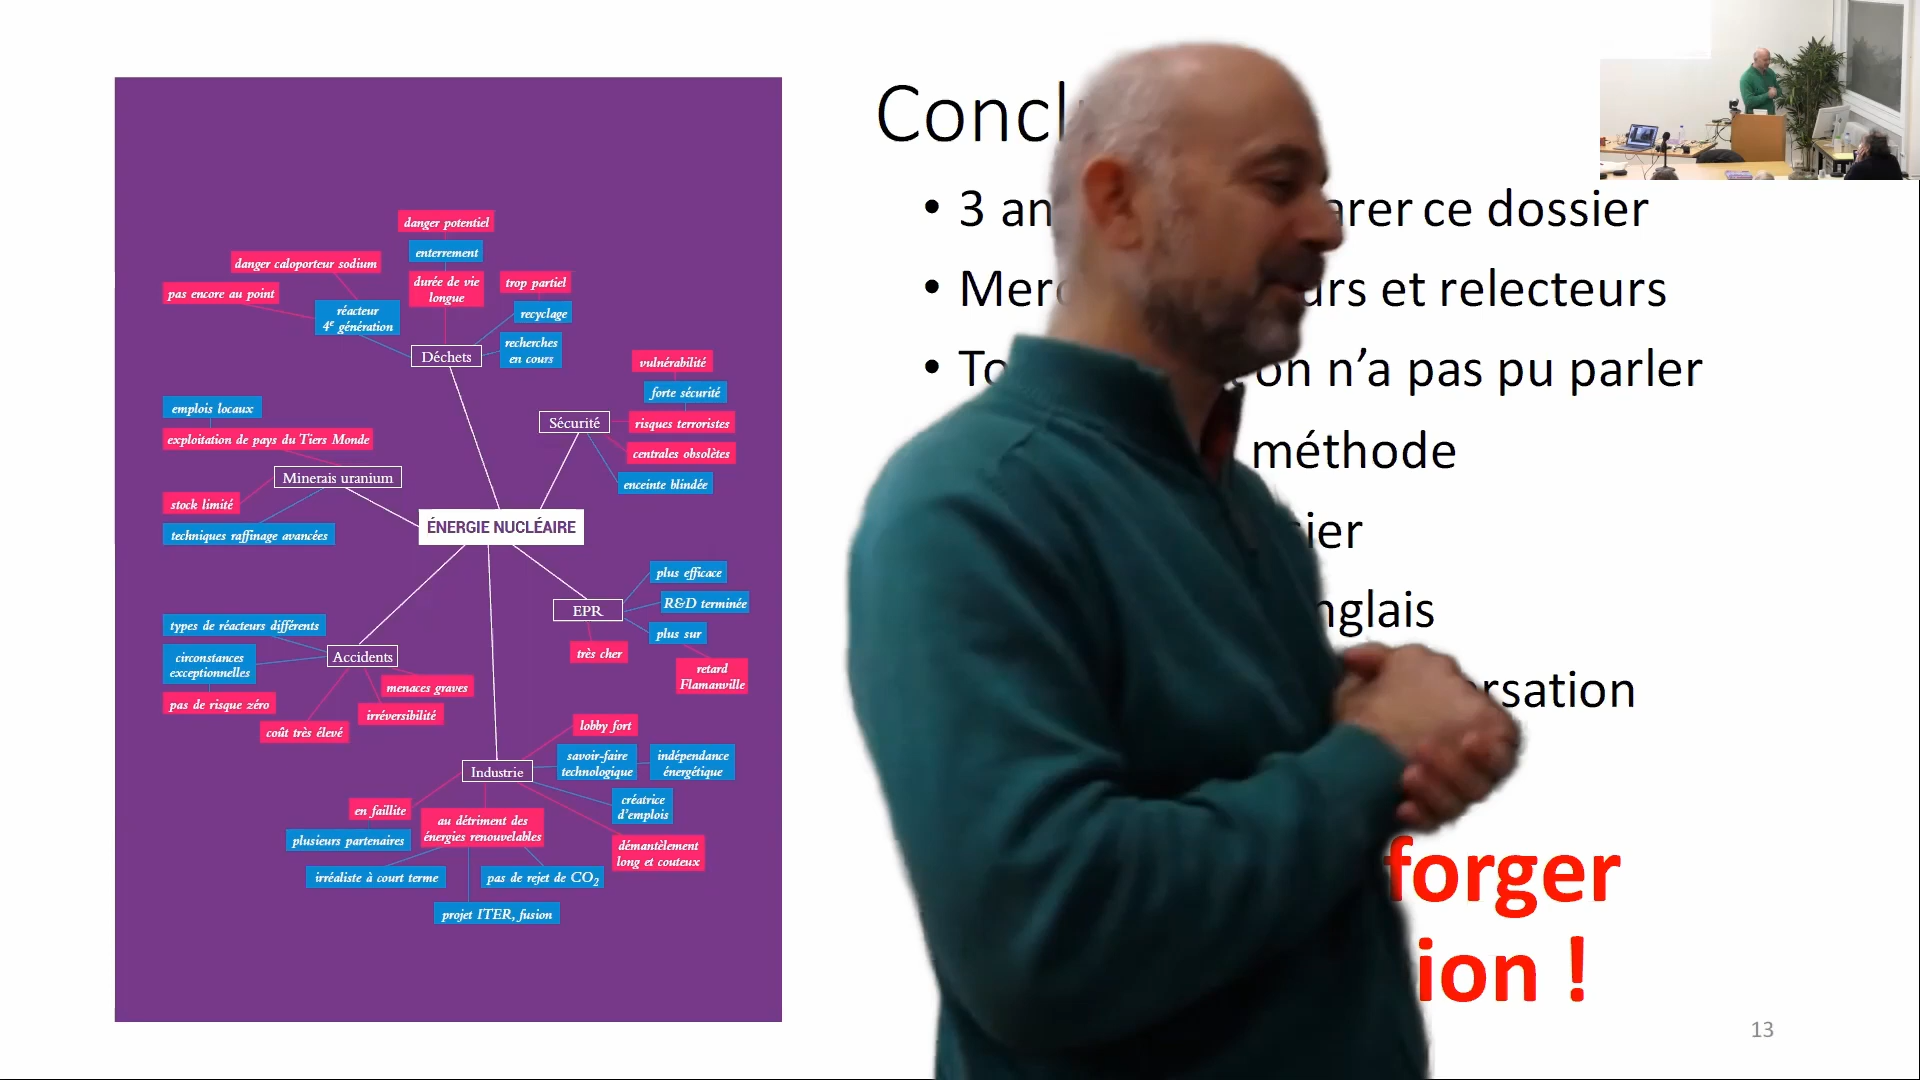 danger potentiel
enterrement
danger caloporteur sodium
durée de vie
longue
trop partiel
pas encore au point
réacteur
4e génération
recyclage
recherches
en cours
Déchets
vulnérabilité
forte sécurité
emplois locaux
Sécurité
risques terroristes
exploitation de pays du Tiers Monde
centrales obsolètes
Minerais uranium
enceinte blindée
stock limité
techniques raffinage avancées
ÉNERGIE NUCLÉAIRE
plus efficace
R&D terminée
EPR
plus sur
très cher
retard
Flamanville
types de réacteurs différents
circonstances
exceptionnelles
Accidents
menaces graves
pas de risque zéro
irréversibilité
coût très élevé
lobby fort
savoir-faire
technologique
indépendance
énergétique
Industrie
créatrice
d'emplois
en faillite
au détriment des
énergies renouvelables
plusieurs partenaires
démantèlement
long et couteux
irréaliste à court terme
pas de rejet de CO2
projet ITER, fusion
Concl
• 3 an arer ce dossier
• Mer urs et relecteurs
• To on n'a pas pu parler
méthode
ier
nglais
rsation
forger
ion !
13